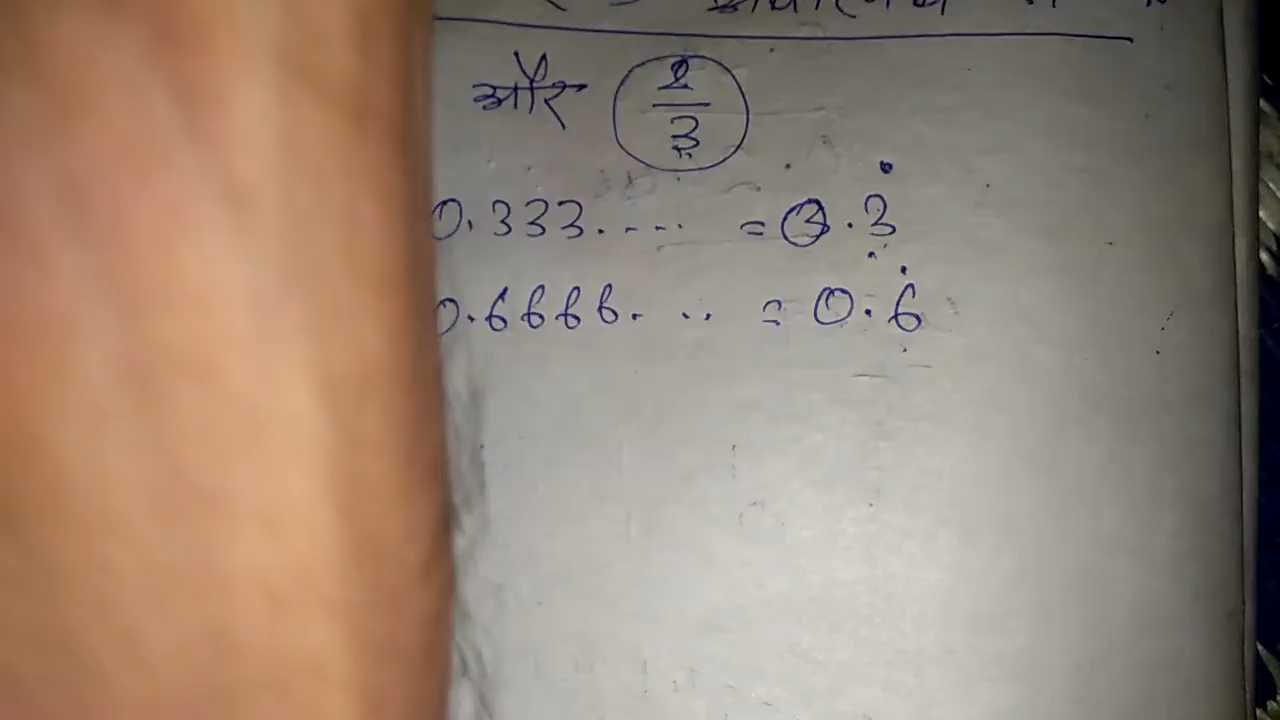 और 2/3
0.333..... = 0.3̇
0.6666... = 0.6̇